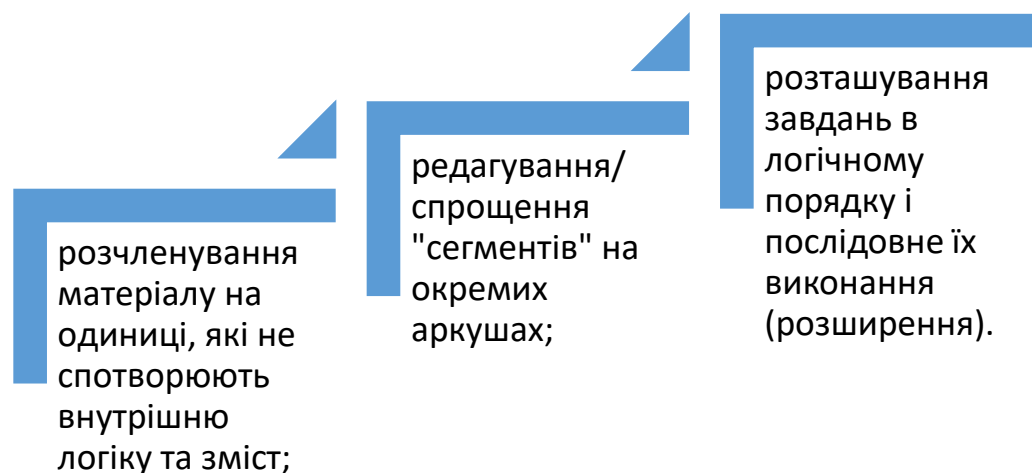 розчленування
матеріалу на
одиниці, які не
спотворюють
внутрішню
логіку та зміст;
редагування/
спрощення
"сегментів" на
окремих
аркушах;
розташування
завдань в
логічному
порядку і
послідовне їх
виконання
(розширення).